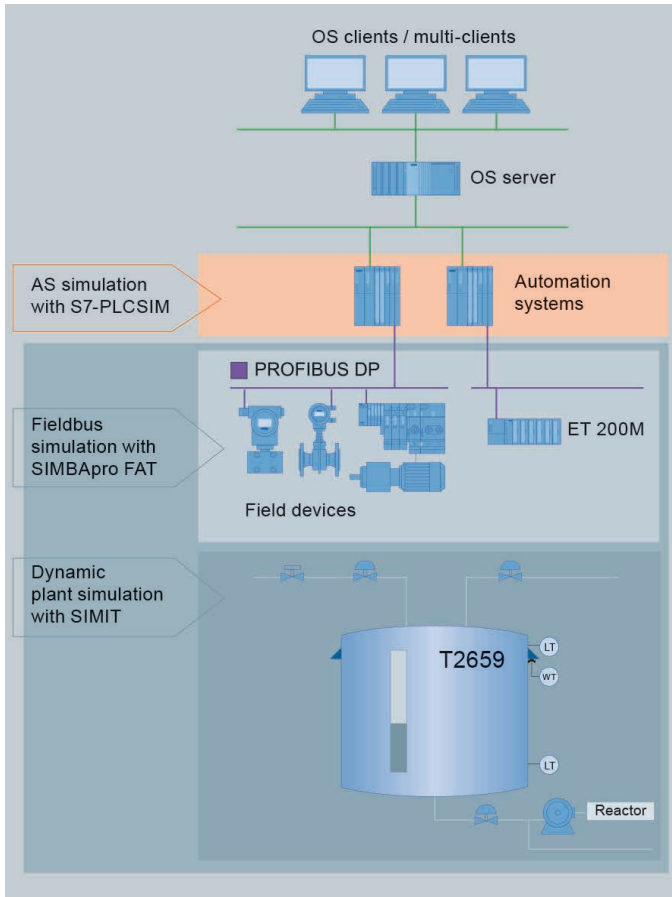 OS clients / multi-clients
OS server
AS simulation
with S7-PLCSIM
Automation
systems
PROFIBUS DP
Fieldbus
simulation with
SIMBApro FAT
ET 200M
Field devices
Dynamic
plant simulation
with SIMIT
T2659
LT
WT
LT
Reactor